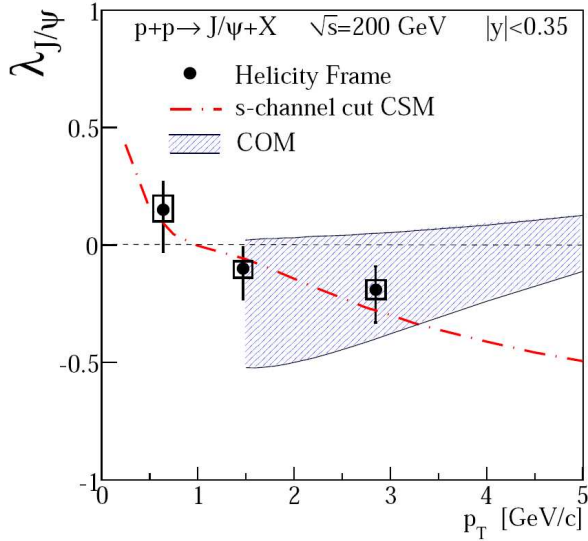 p+p→ J/ψ+X √s=200 GeV |y|<0.35
λJ/ψ
Helicity Frame
s-channel cut CSM
COM
1
0.5
0
-0.5
-1
0 1 2 3 4 5
pT [GeV/c]